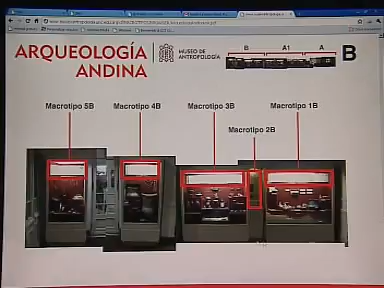 ARQUEOLOGÍA
ANDINA
MUSEO DE
ANTROPOLOGÍA
B A1 A
B
Macrotipo 5B Macrotipo 4B Macrotipo 3B Macrotipo 1B
Macrotipo 2B